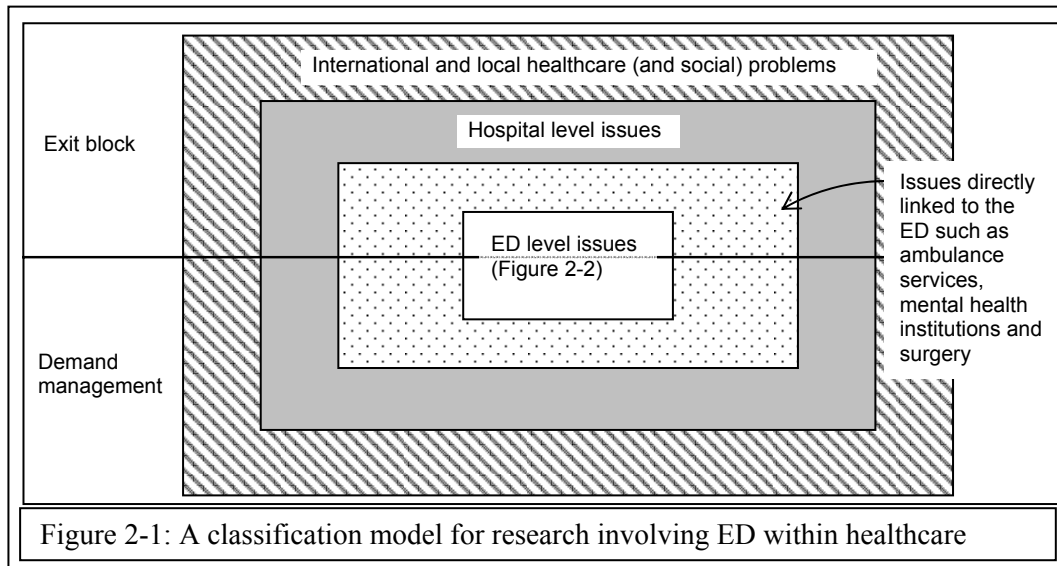 International and local healthcare (and social) problems
Hospital level issues
Exit block
Issues directly
linked to the
ED such as
ambulance
services,
mental health
institutions and
surgery
ED level issues
(Figure 2-2)
Demand
management
Figure 2-1: A classification model for research involving ED within healthcare